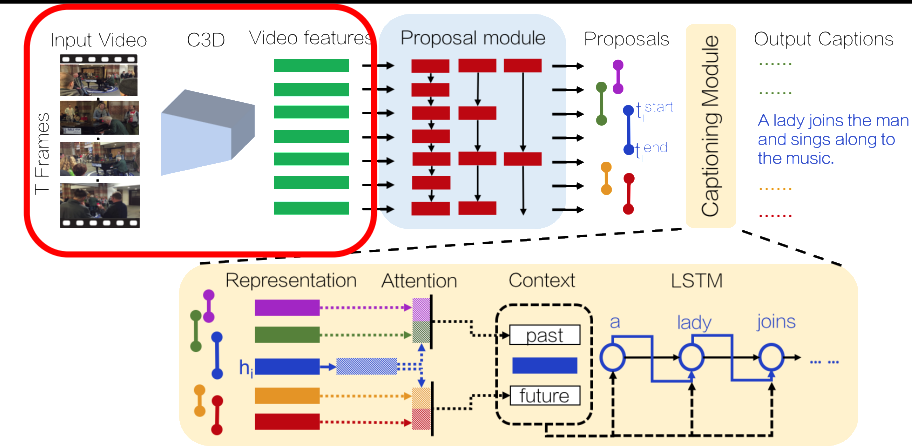 Input Video
C3D
Video features
Proposal module
Proposals
Captioning Module
Output Captions
T Frames
......
......
t_i^start
t_i^end
A lady joins the man
and sings along to
the music.
......
......
Representation
Attention
Context
LSTM
a
lady
joins
past
h_i
... ...
future